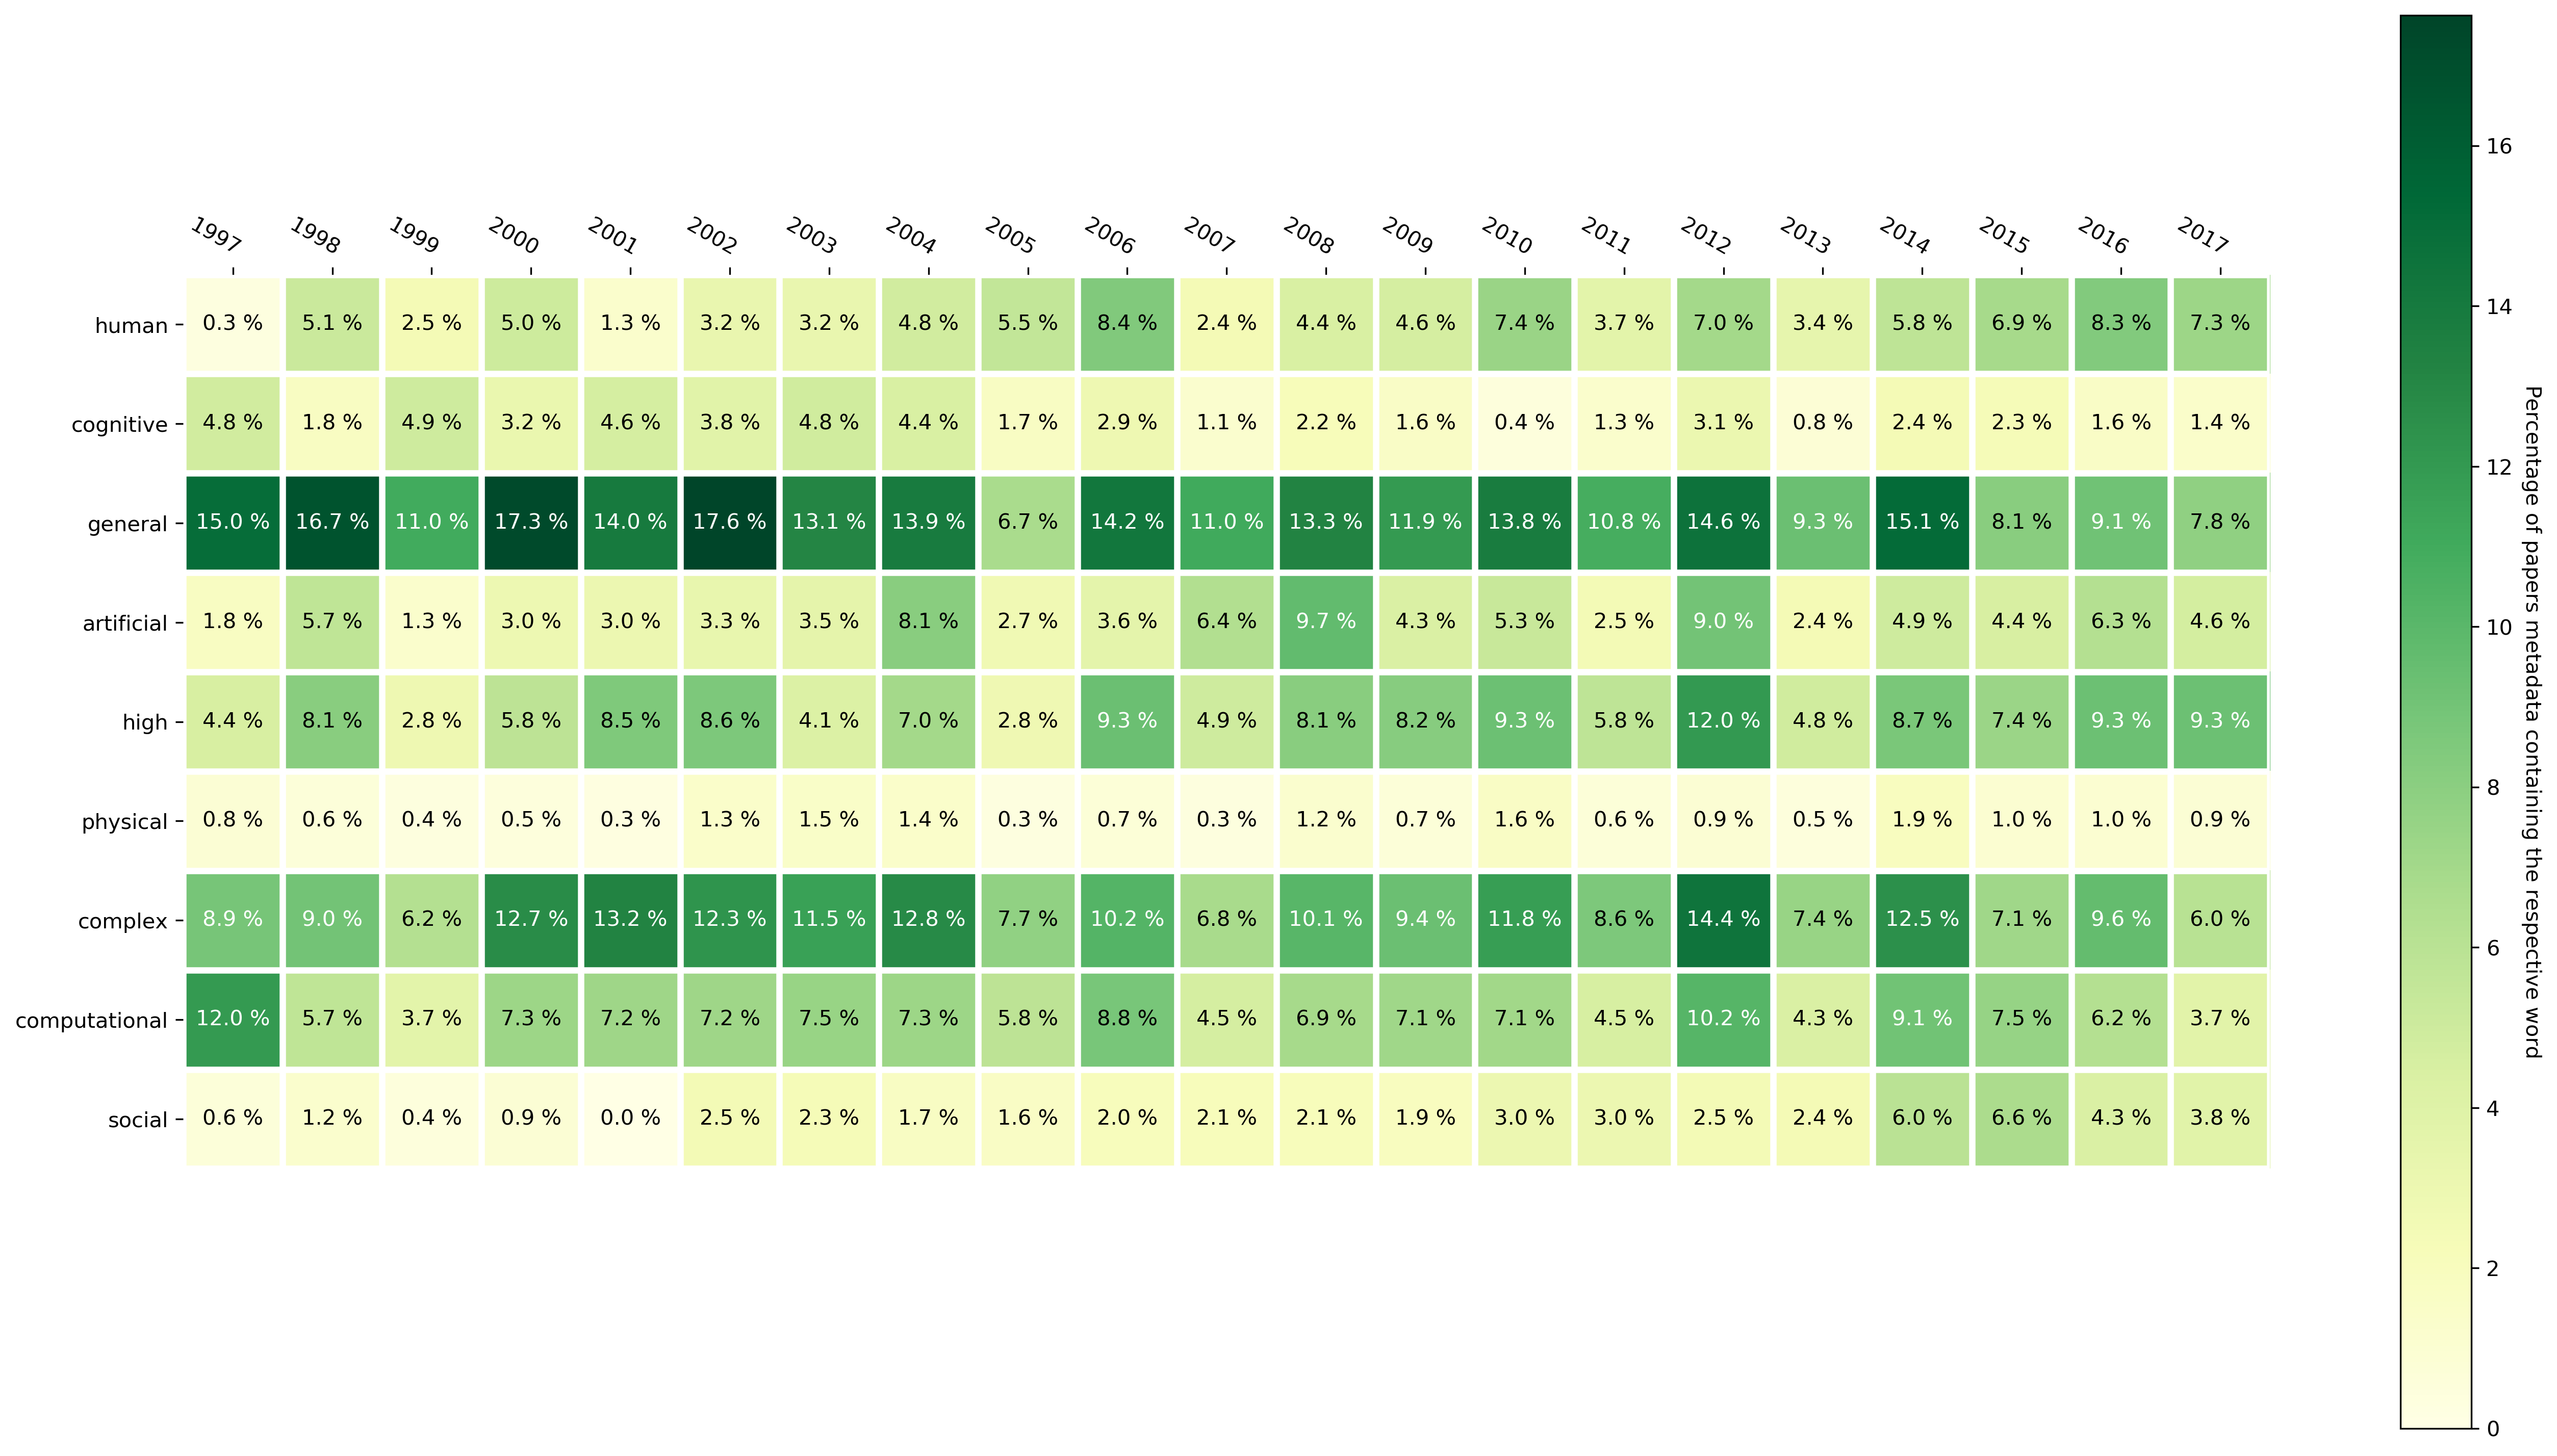 1997 1998 1999 2000 2001 2002 2003 2004 2005 2006 2007 2008 2009 2010 2011 2012 2013 2014 2015 2016 2017
human 0.3 % 5.1 % 2.5 % 5.0 % 1.3 % 3.2 % 3.2 % 4.8 % 5.5 % 8.4 % 2.4 % 4.4 % 4.6 % 7.4 % 3.7 % 7.0 % 3.4 % 5.8 % 6.9 % 8.3 % 7.3 %
cognitive 4.8 % 1.8 % 4.9 % 3.2 % 4.6 % 3.8 % 4.8 % 4.4 % 1.7 % 2.9 % 1.1 % 2.2 % 1.6 % 0.4 % 1.3 % 3.1 % 0.8 % 2.4 % 2.3 % 1.6 % 1.4 %
general 15.0 % 16.7 % 11.0 % 17.3 % 14.0 % 17.6 % 13.1 % 13.9 % 6.7 % 14.2 % 11.0 % 13.3 % 11.9 % 13.8 % 10.8 % 14.6 % 9.3 % 15.1 % 8.1 % 9.1 % 7.8 %
artificial 1.8 % 5.7 % 1.3 % 3.0 % 3.0 % 3.3 % 3.5 % 8.1 % 2.7 % 3.6 % 6.4 % 9.7 % 4.3 % 5.3 % 2.5 % 9.0 % 2.4 % 4.9 % 4.4 % 6.3 % 4.6 %
high 4.4 % 8.1 % 2.8 % 5.8 % 8.5 % 8.6 % 4.1 % 7.0 % 2.8 % 9.3 % 4.9 % 8.1 % 8.2 % 9.3 % 5.8 % 12.0 % 4.8 % 8.7 % 7.4 % 9.3 % 9.3 %
physical 0.8 % 0.6 % 0.4 % 0.5 % 0.3 % 1.3 % 1.5 % 1.4 % 0.3 % 0.7 % 0.3 % 1.2 % 0.7 % 1.6 % 0.6 % 0.9 % 0.5 % 1.9 % 1.0 % 1.0 % 0.9 %
complex 8.9 % 9.0 % 6.2 % 12.7 % 13.2 % 12.3 % 11.5 % 12.8 % 7.7 % 10.2 % 6.8 % 10.1 % 9.4 % 11.8 % 8.6 % 14.4 % 7.4 % 12.5 % 7.1 % 9.6 % 6.0 %
computational 12.0 % 5.7 % 3.7 % 7.3 % 7.2 % 7.2 % 7.5 % 7.3 % 5.8 % 8.8 % 4.5 % 6.9 % 7.1 % 7.1 % 4.5 % 10.2 % 4.3 % 9.1 % 7.5 % 6.2 % 3.7 %
social 0.6 % 1.2 % 0.4 % 0.9 % 0.0 % 2.5 % 2.3 % 1.7 % 1.6 % 2.0 % 2.1 % 2.1 % 1.9 % 3.0 % 3.0 % 2.5 % 2.4 % 6.0 % 6.6 % 4.3 % 3.8 %
16
14
12
10
8
6
4
2
0
Percentage of papers metadata containing the respective word